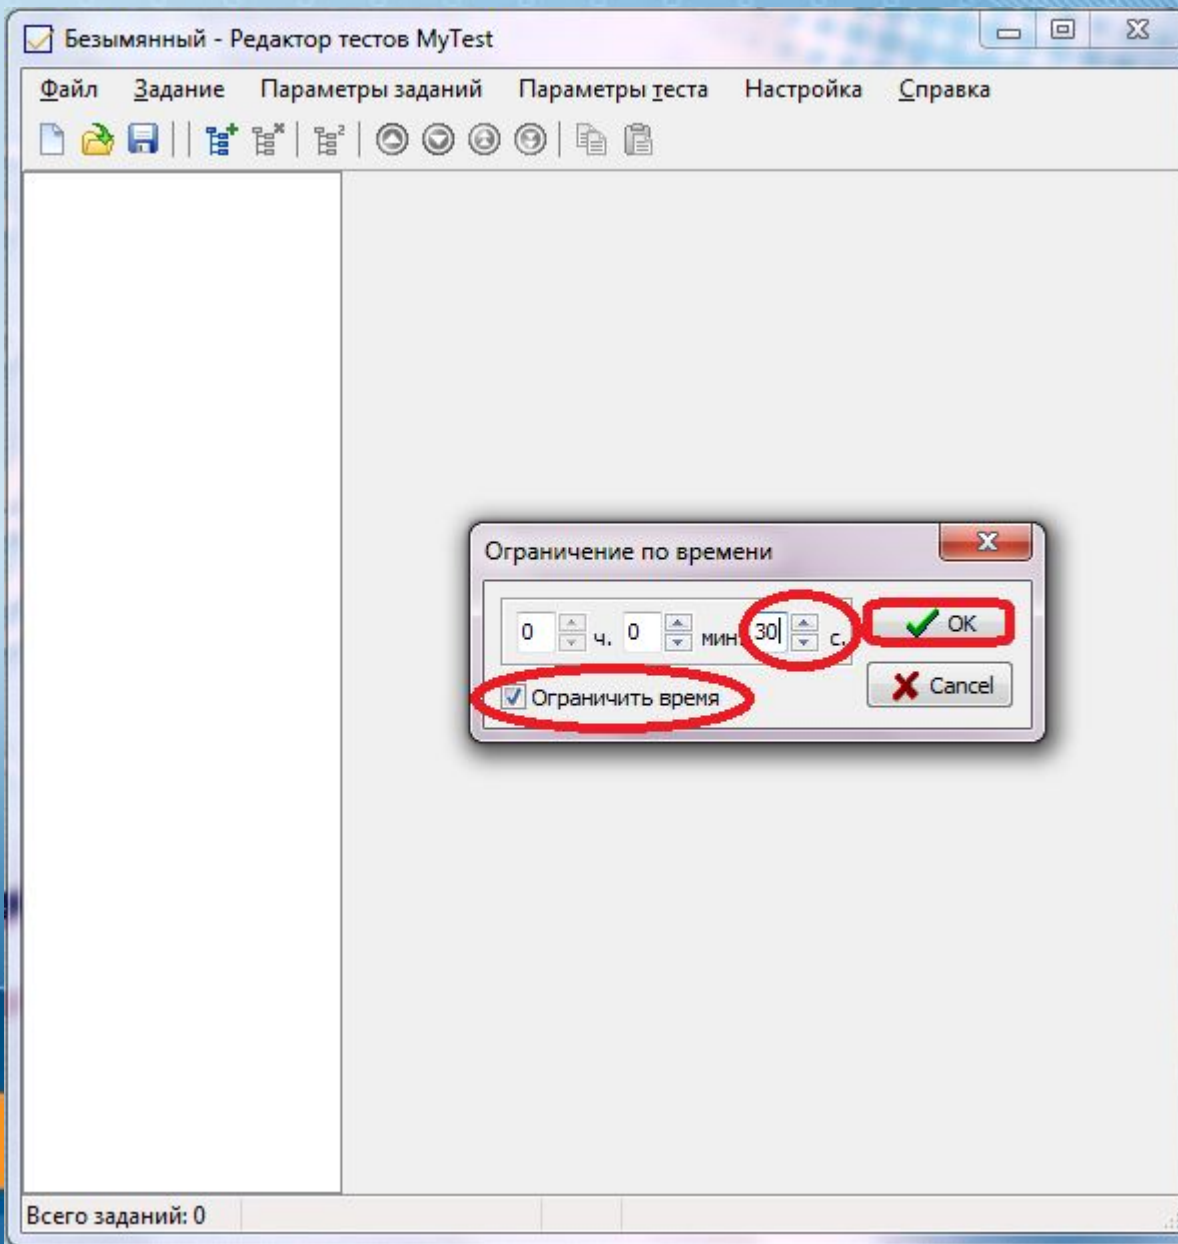 Безымянный - Редактор тестов MyTest
Файл Задание Параметры заданий Параметры теста Настройка Справка
Ограничение по времени
0 ч. 0 мин. 30 с. OK
Cancel
Ограничить время
Всего заданий: 0